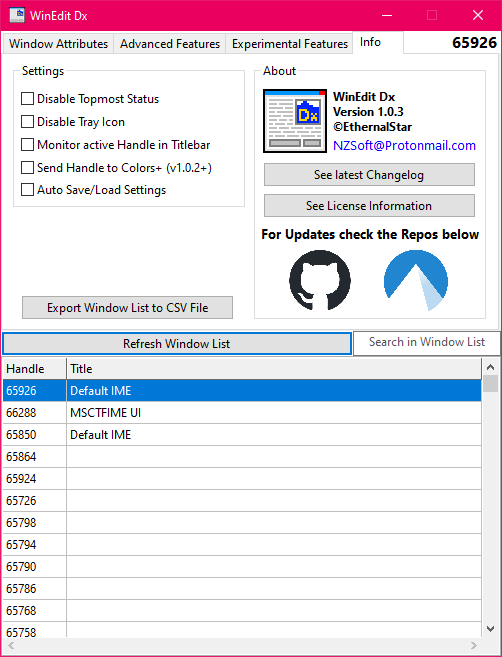 WinEdit Dx
Window Attributes Advanced Features Experimental Features Info 65926
Settings
Disable Topmost Status
Disable Tray Icon
Monitor active Handle in Titlebar
Send Handle to Colors+ (v1.0.2+)
Auto Save/Load Settings
Export Window List to CSV File
About
Dx
WinEdit Dx
Version 1.0.3
©EthernalStar
NZSoft@Protonmail.com
See latest Changelog
See License Information
For Updates check the Repos below
Refresh Window List
Search in Window List
Handle Title
65926 Default IME
66288 MSCTFIME UI
65850 Default IME
65864
65924
65726
65798
65794
65790
65786
65768
65758